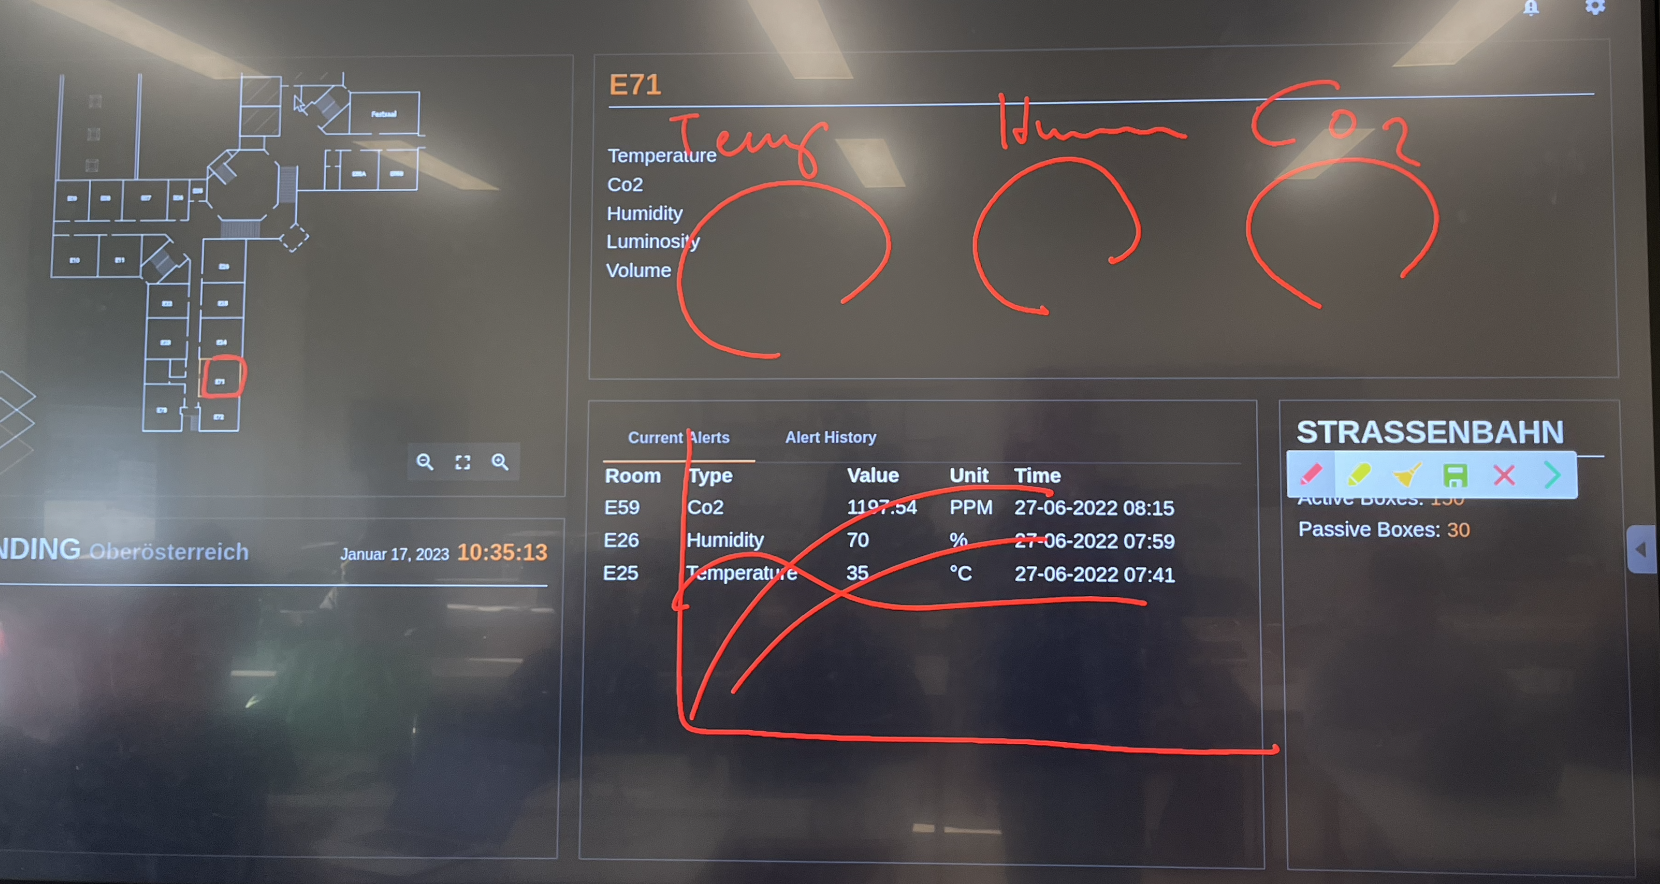 Festsaal
E71
Temp
Hum
Co2
Temperature
Co2
Humidity
Luminosity
Volume
Current Alerts
Alert History
Room Type Value Unit Time
E59 Co2 1197.54 PPM 27-06-2022 08:15
E26 Humidity 70 % 27-06-2022 07:59
E25 Temperature 35 °C 27-06-2022 07:41
STRASSENBAHN
Active Boxes: 150
Passive Boxes: 30
NDING Oberösterreich
Januar 17, 2023 10:35:13